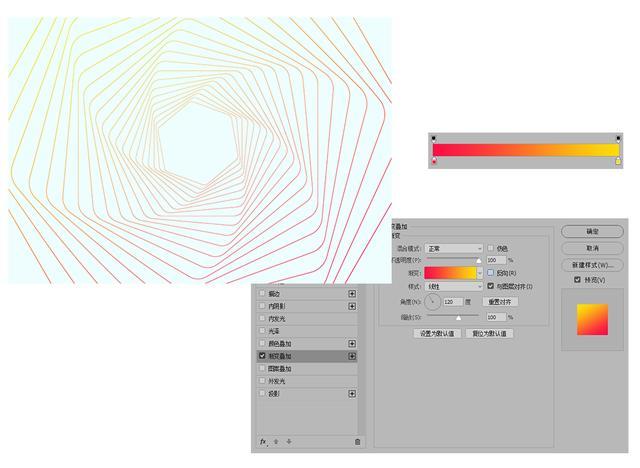 渐变叠加
渐变
混合模式: 正常 仿色
不透明度(P): 100 %
渐变: 反向(R)
样式: 线性 与图层对齐(I)
角度(N): 120 度 重置对齐
缩放(S): 100 %
设置为默认值 复位为默认值
确定
取消
新建样式(W)...
预览(V)
描边
内阴影
内发光
光泽
颜色叠加
渐变叠加
图案叠加
外发光
投影
fx